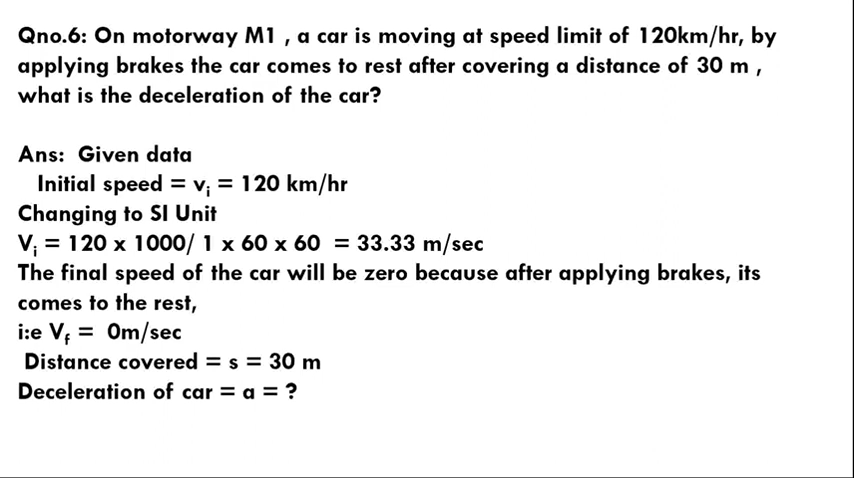 Qno.6: On motorway M1 , a car is moving at speed limit of 120km/hr, by
applying brakes the car comes to rest after covering a distance of 30 m ,
what is the deceleration of the car?
Ans: Given data
Initial speed = vᵢ = 120 km/hr
Changing to SI Unit
Vᵢ = 120 x 1000/ 1 x 60 x 60 = 33.33 m/sec
The final speed of the car will be zero because after applying brakes, its
comes to the rest,
i:e V_f = 0m/sec
Distance covered = s = 30 m
Deceleration of car = a = ?